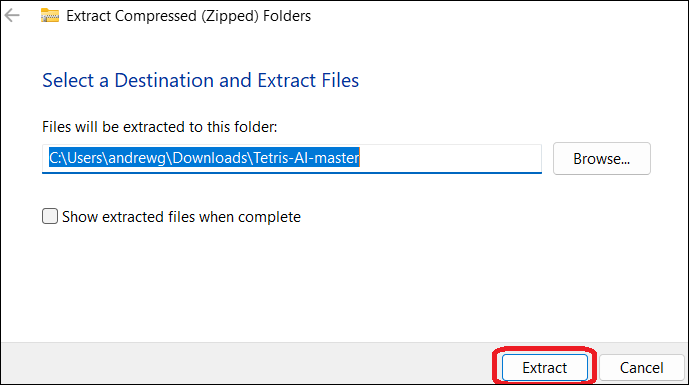 Extract Compressed (Zipped) Folders
Select a Destination and Extract Files
Files will be extracted to this folder:
C:\Users\andrewg\Downloads\Tetris-AI-master
Browse...
Show extracted files when complete
Extract
Cancel